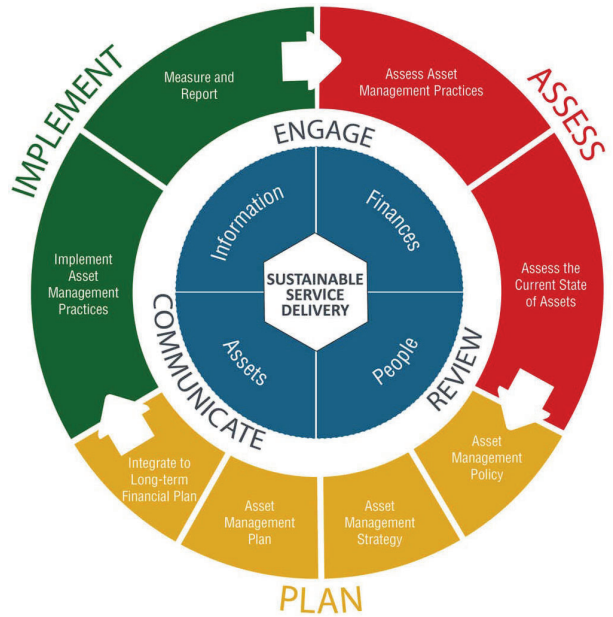 IMPLEMENT
ASSESS
PLAN
Measure and
Report
Assess Asset
Management Practices
Assess the
Current State
of Assets
Asset
Management
Policy
Asset
Management
Strategy
Asset
Management
Plan
Integrate to
Long-term
Financial Plan
Implement
Asset
Management
Practices
ENGAGE
REVIEW
COMMUNICATE
Information
Finances
People
Assets
SUSTAINABLE
SERVICE
DELIVERY